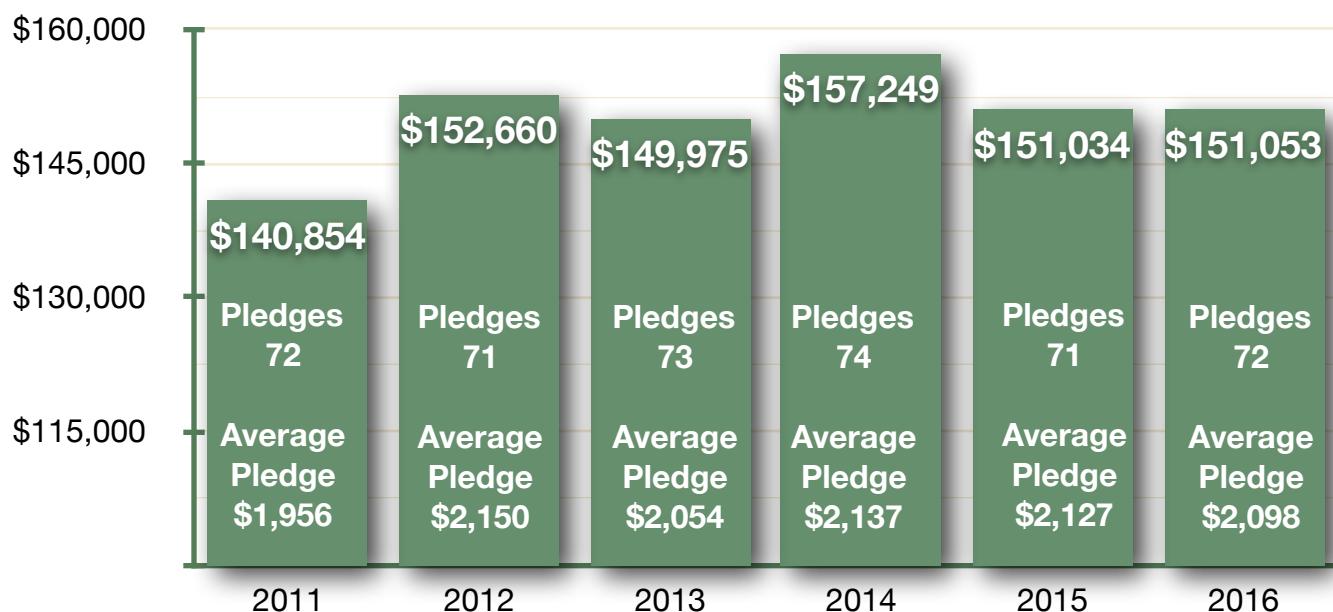 $160,000
$145,000
$130,000
$115,000
$140,854
Pledges
72
Average
Pledge
$1,956
$152,660
Pledges
71
Average
Pledge
$2,150
$149,975
Pledges
73
Average
Pledge
$2,054
$157,249
Pledges
74
Average
Pledge
$2,137
$151,034
Pledges
71
Average
Pledge
$2,127
$151,053
Pledges
72
Average
Pledge
$2,098
2011 2012 2013 2014 2015 2016